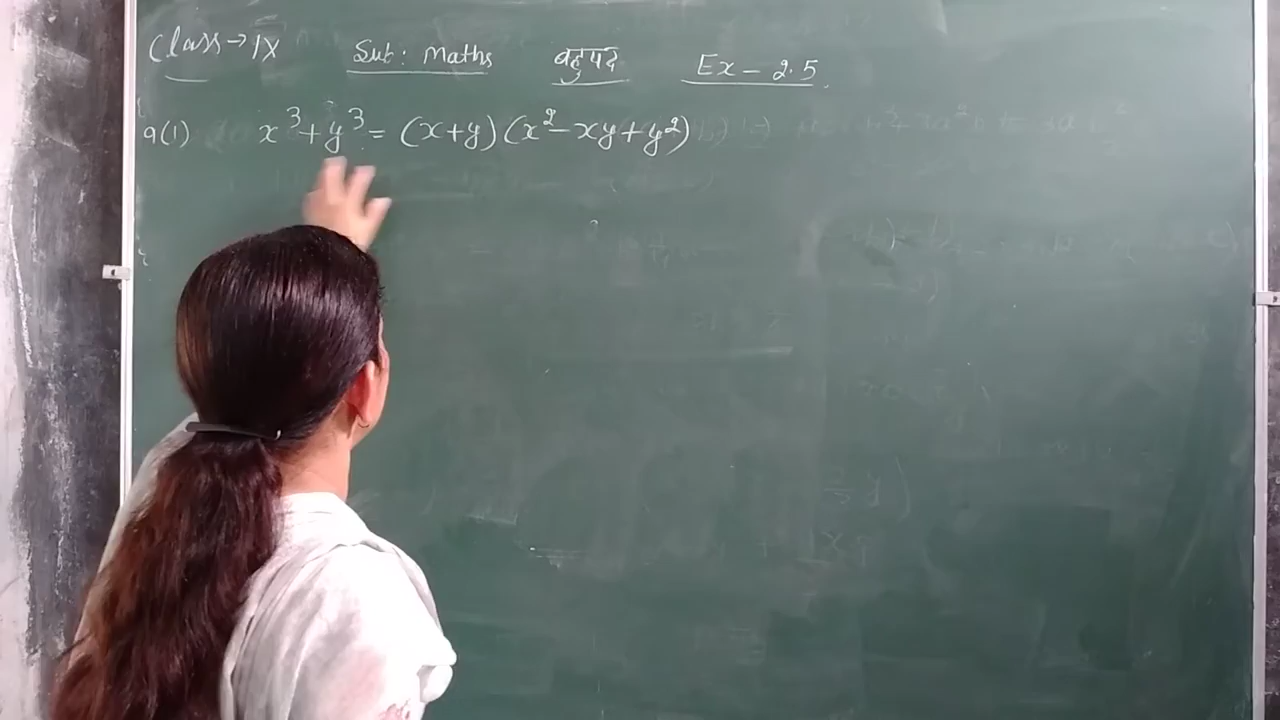 Class → IX Sub: Maths बहुपद Ex - 2.5
9(1) x³ + y³ = (x+y)(x² - xy + y²)